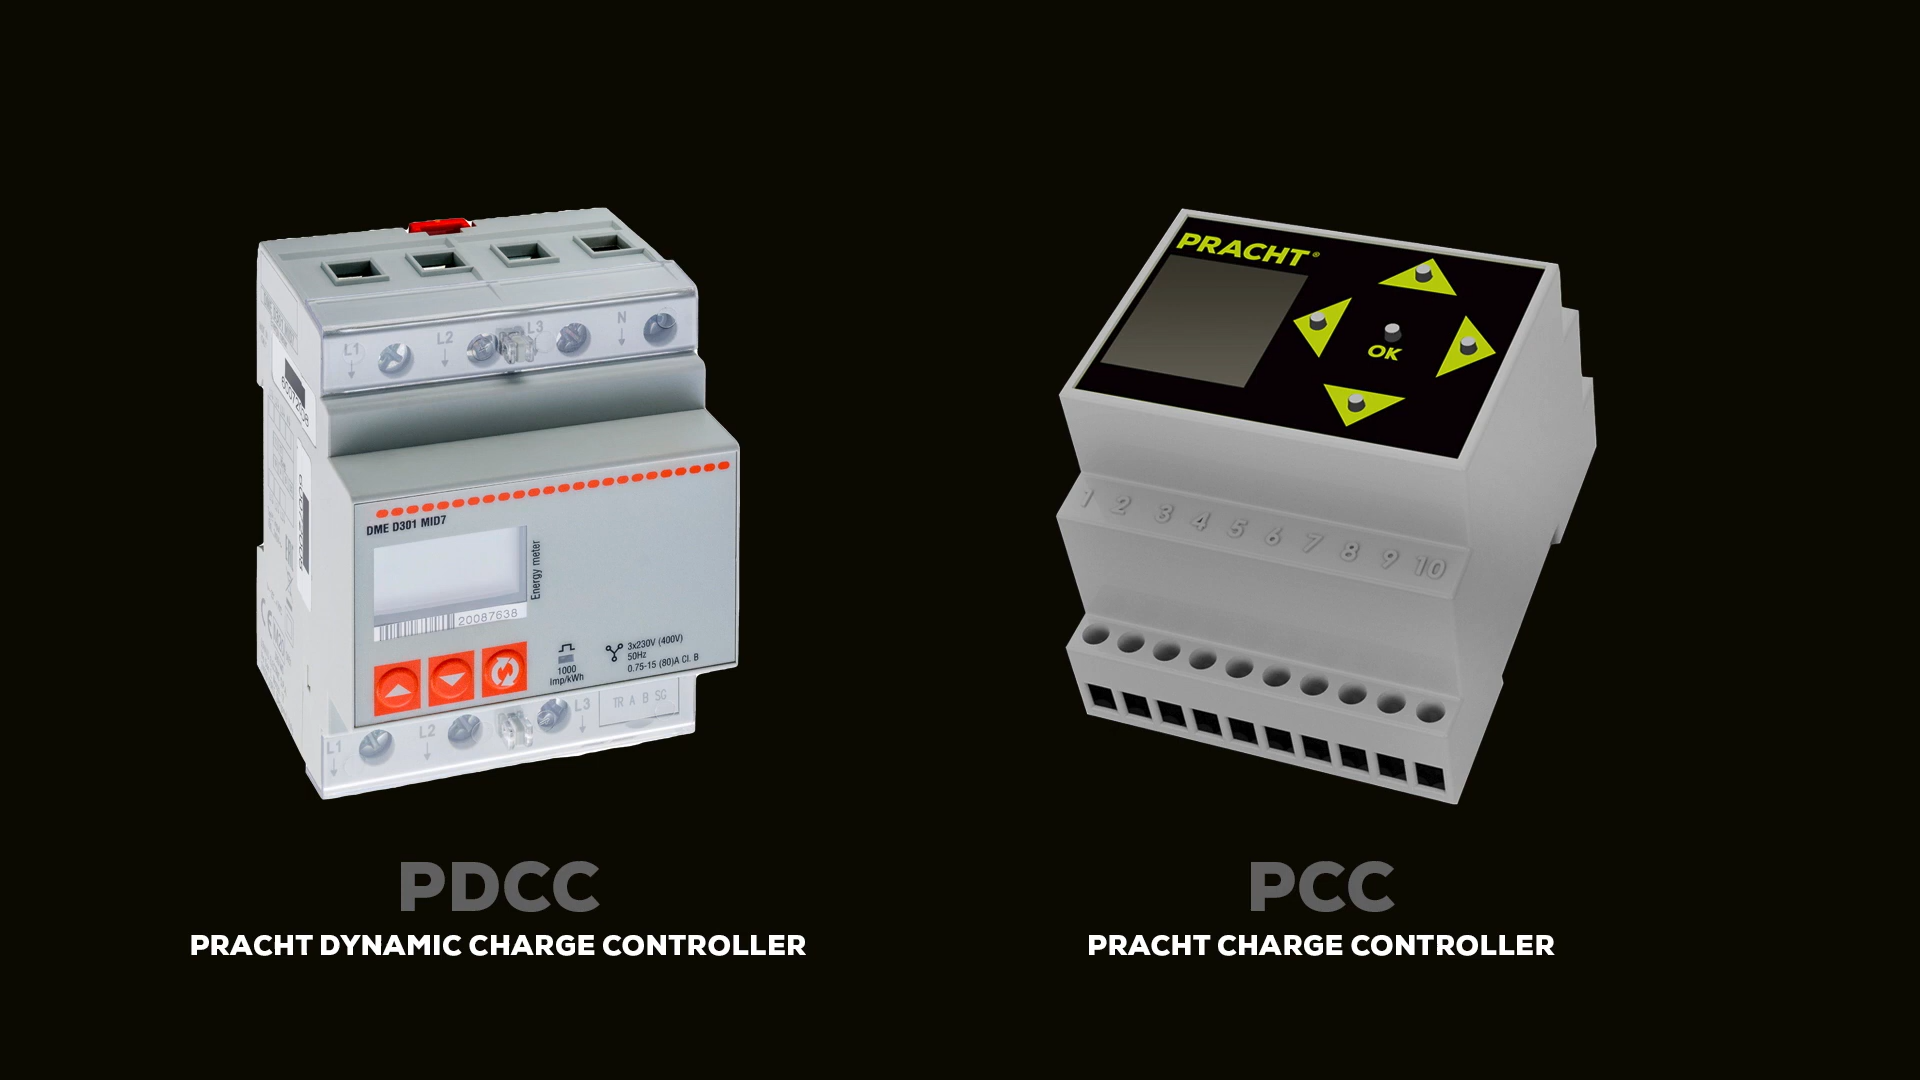 L1
L2
L3
N
DME D301 MID7
Energy meter
20087638
1000
imp/kWh
3x230V (400V)
50Hz
0.75-15 (80)A Cl. B
TR A B SG
L1
L2
L3
PRACHT®
OK
1 2 3 4 5 6 7 8 9 10
PDCC
PRACHT DYNAMIC CHARGE CONTROLLER
PCC
PRACHT CHARGE CONTROLLER